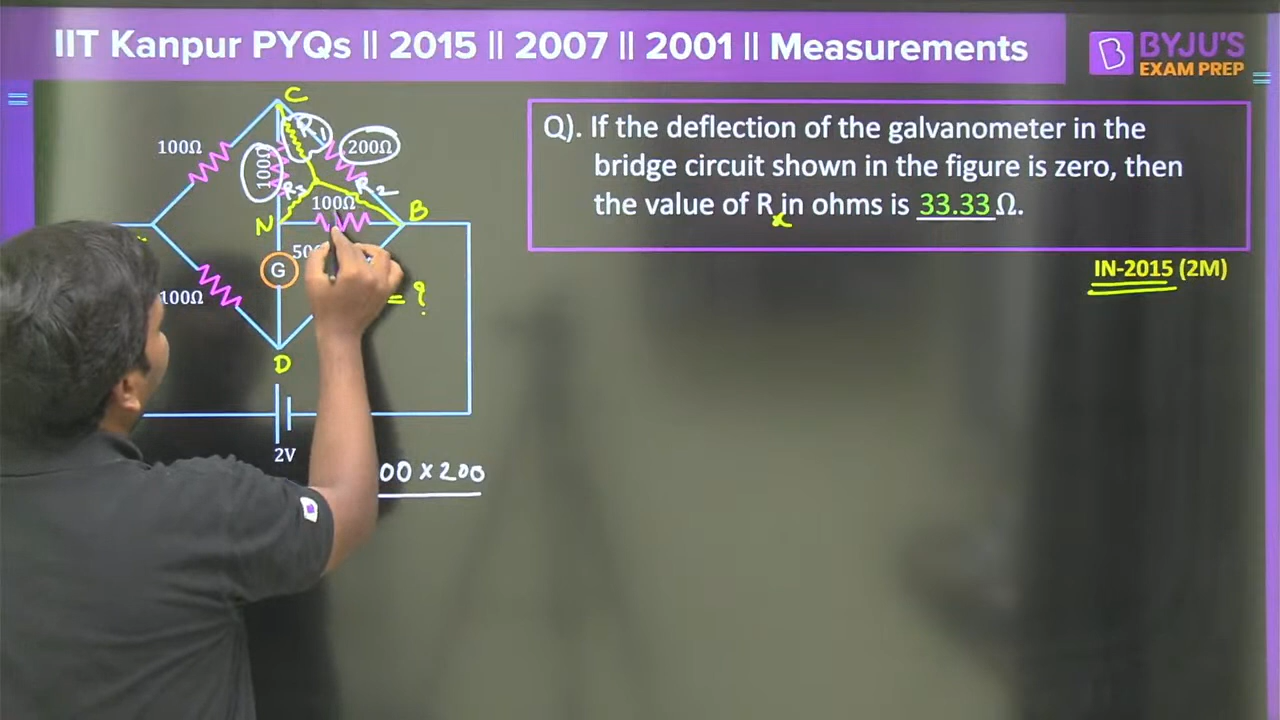 IIT Kanpur PYQs || 2015 || 2007 || 2001 || Measurements
BYJU'S
EXAM PREP
Q). If the deflection of the galvanometer in the
bridge circuit shown in the figure is zero, then
the value of R x in ohms is 33.33 Ω.
IN-2015 (2M)
C
100Ω
R1
200Ω
100Ω
R3
R2
100Ω
N
B
50
G
100Ω
= ?
D
2V
00 × 200